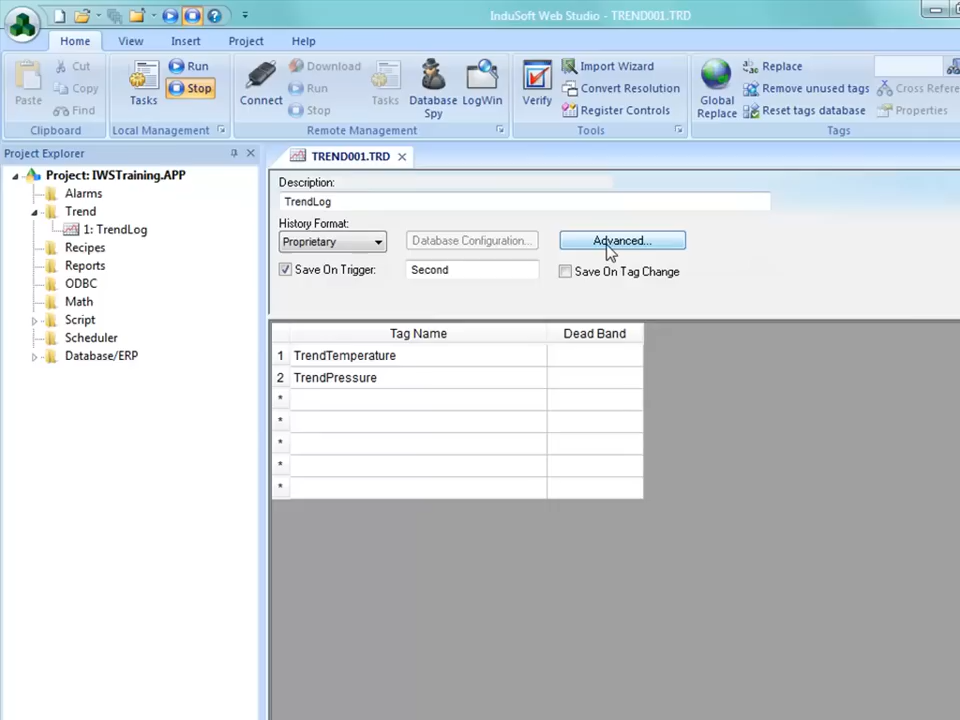 InduSoft Web Studio - TREND001.TRD
Home View Insert Project Help
Paste
Cut
Copy
Find
Clipboard
Tasks
Run
Stop
Local Management
Connect
Download
Run
Stop
Tasks
Database Spy
LogWin
Remote Management
Verify
Import Wizard
Convert Resolution
Register Controls
Tools
Global Replace
Replace
Remove unused tags
Reset tags database
Cross Refere
Properties
Tags
Project Explorer
Project: IWSTraining.APP
Alarms
Trend
1: TrendLog
Recipes
Reports
ODBC
Math
Script
Scheduler
Database/ERP
TREND001.TRD
Description:
TrendLog
History Format:
Proprietary Database Configuration... Advanced...
Save On Trigger: Second Save On Tag Change
Tag Name Dead Band
1 TrendTemperature
2 TrendPressure
*
*
*
*
*